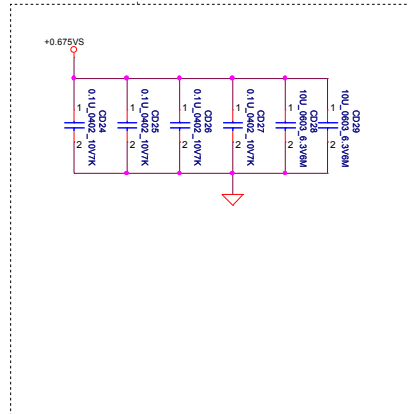 +0.675VS
1
2
CD24
0.1U_0402_10V7K
1
2
CD25
0.1U_0402_10V7K
1
2
CD26
0.1U_0402_10V7K
1
2
CD27
0.1U_0402_10V7K
1
2
CD28
10U_0603_6.3V6M
1
2
CD29
10U_0603_6.3V6M